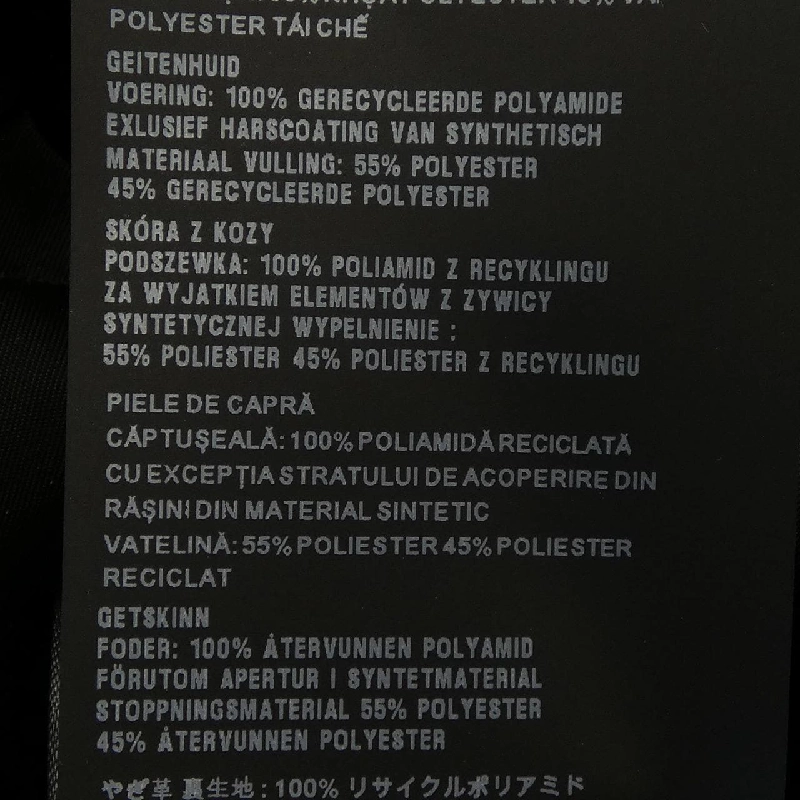 POLYESTER TÁI CHẾ
GEITENHUID
VOERING: 100% GERECYCLEERDE POLYAMIDE
EXLUSIEF HARSCOATING VAN SYNTHETISCH
MATERIAAL VULLING: 55% POLYESTER
45% GERECYCLEERDE POLYESTER
SKÓRA Z KOZY
PODSZEWKA: 100% POLIAMID Z RECYKLINGU
ZA WYJATKIEM ELEMENTÓW Z ZYWICY
SYNTETYCZNEJ WYPELNIENIE :
55% POLIESTER 45% POLIESTER Z RECYKLINGU
PIELE DE CAPRĂ
CĂPTUȘEALĂ: 100% POLIAMIDĂ RECICLATĂ
CU EXCEPȚIA STRATULUI DE ACOPERIRE DIN
RĂȘINI DIN MATERIAL SINTETIC
VATELINĂ: 55% POLIESTER 45% POLIESTER
RECICLAT
GETSKINN
FODER: 100% ÅTERVUNNEN POLYAMID
FÖRUTOM APERTUR I SYNTETMATERIAL
STOPPNINGSMATERIAL 55% POLYESTER
45% ÅTERVUNNEN POLYESTER
やぎ革 裏生地 : 100% リサイクルポリアミド